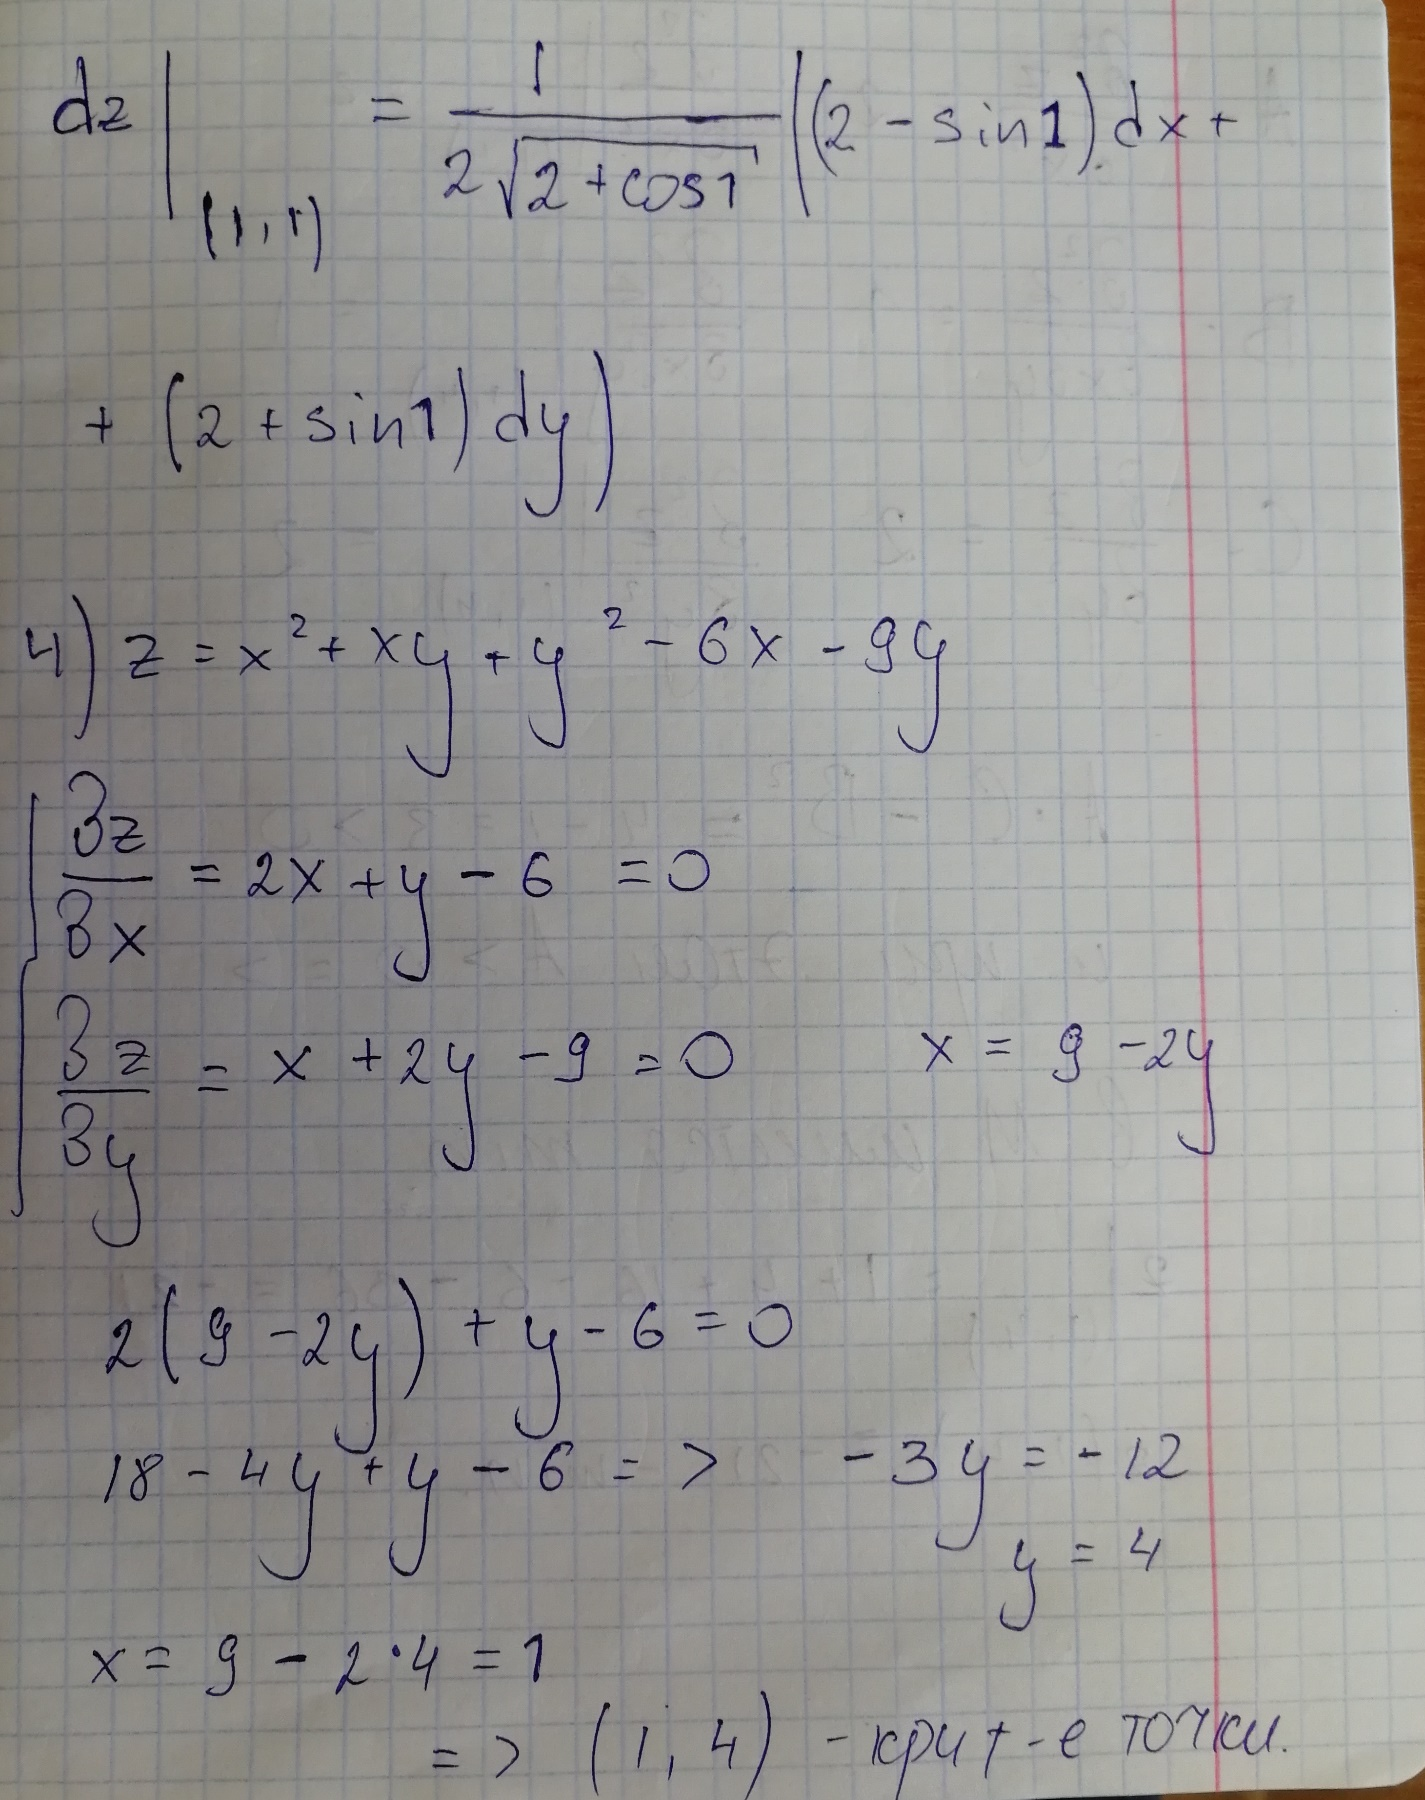 dz|(1,1) = 1/(2√(2+cos1)) ((2 - sin1)dx +
+ (2 + sin1)dy)
4) z = x² + xy + y² - 6x - 9y
∂z/∂x = 2x + y - 6 = 0
∂z/∂y = x + 2y - 9 = 0 x = 9 - 2y
2(9 - 2y) + y - 6 = 0
18 - 4y + y - 6 => -3y = -12
y = 4
x = 9 - 2·4 = 1
=> (1, 4) - крит-е точки.